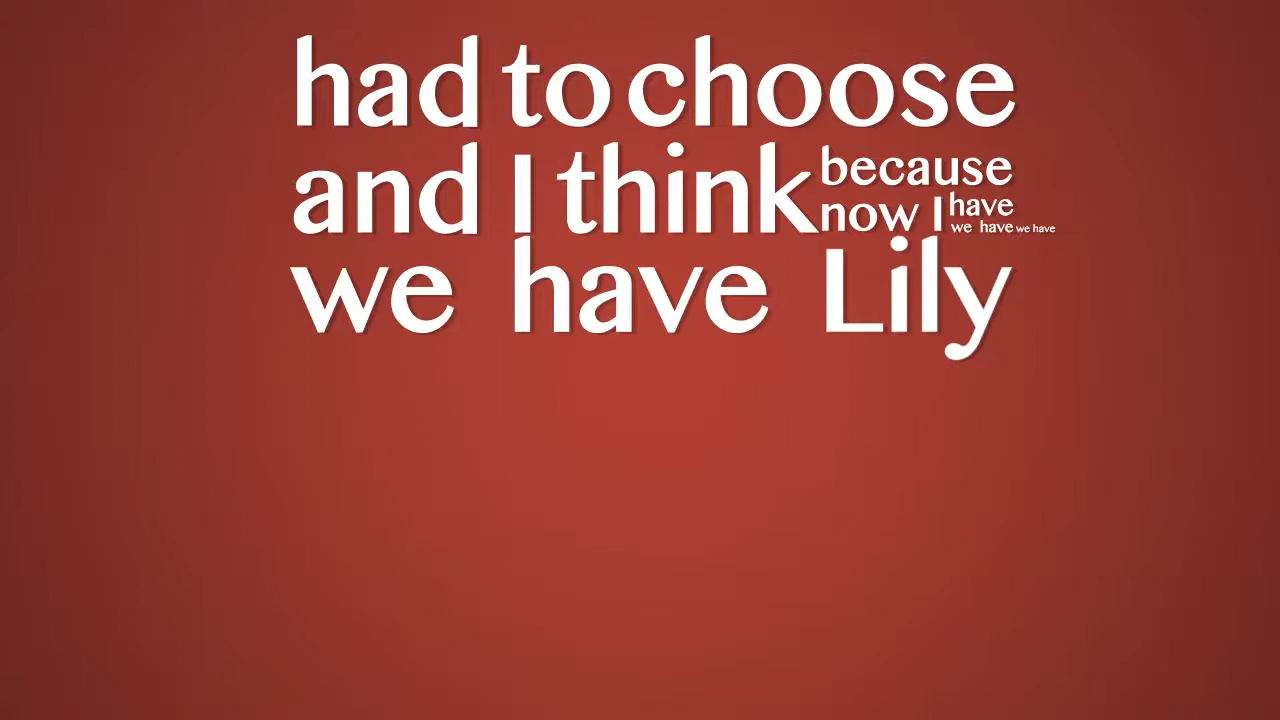 had to choose
and I think
because
now I
have
we have we have
we have Lily